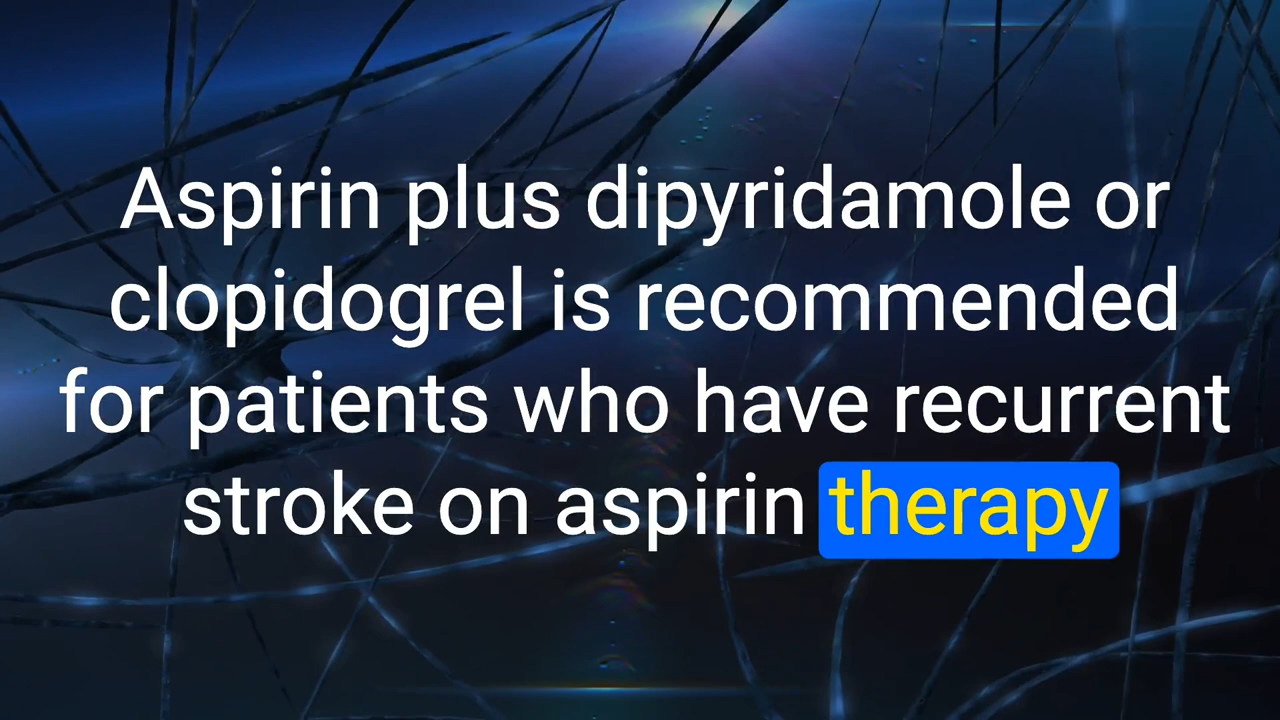 Aspirin plus dipyridamole or
clopidogrel is recommended
for patients who have recurrent
stroke on aspirin therapy